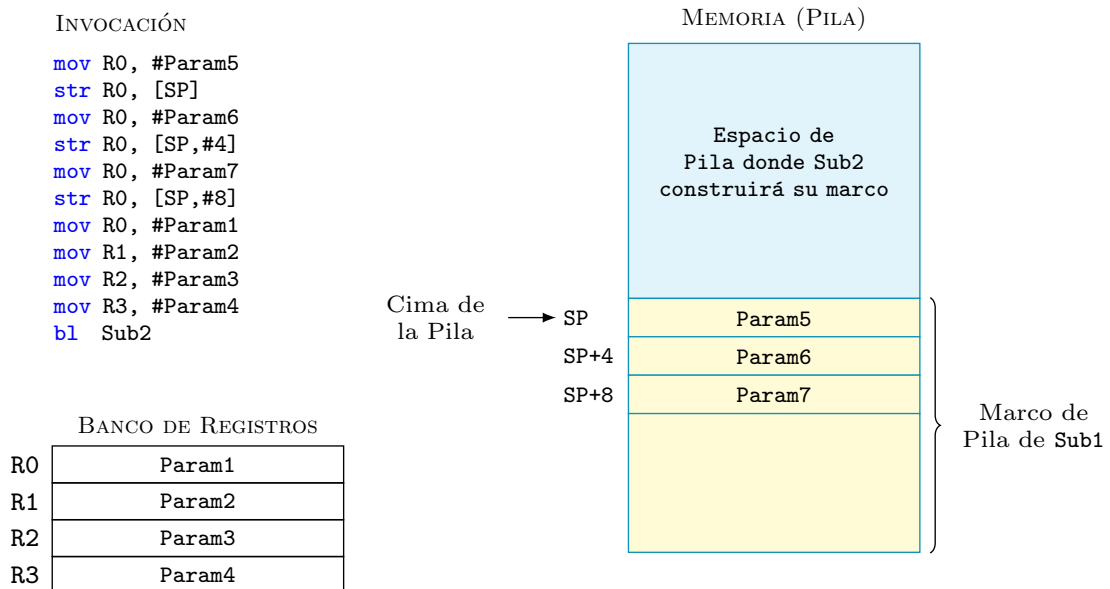 INVOCACIÓN
mov R0, #Param5
str R0, [SP]
mov R0, #Param6
str R0, [SP,#4]
mov R0, #Param7
str R0, [SP,#8]
mov R0, #Param1
mov R1, #Param2
mov R2, #Param3
mov R3, #Param4
bl Sub2
BANCO DE REGISTROS
R0 Param1
R1 Param2
R2 Param3
R3 Param4
MEMORIA (PILA)
Espacio de
Pila donde Sub2
construirá su marco
Cima de
la Pila
SP Param5
SP+4 Param6
SP+8 Param7
Marco de
Pila de Sub1